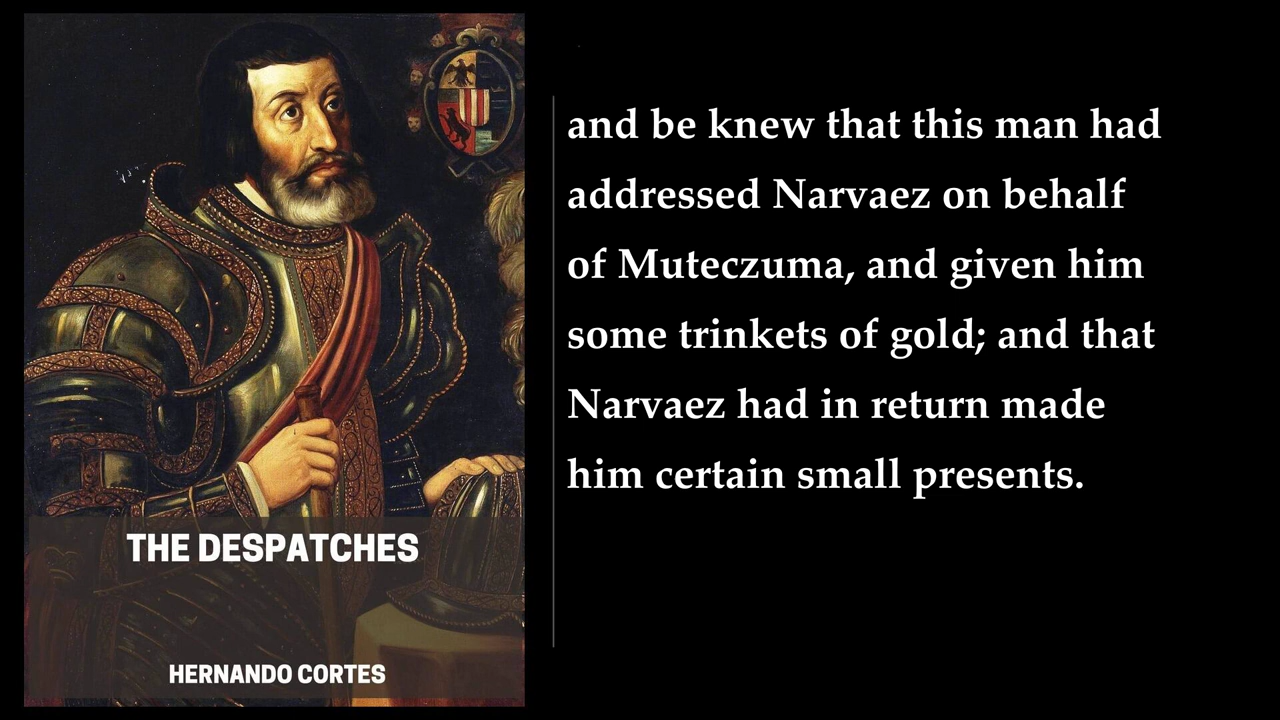 THE DESPATCHES
HERNANDO CORTES
and be knew that this man had
addressed Narvaez on behalf
of Muteczuma, and given him
some trinkets of gold; and that
Narvaez had in return made
him certain small presents.